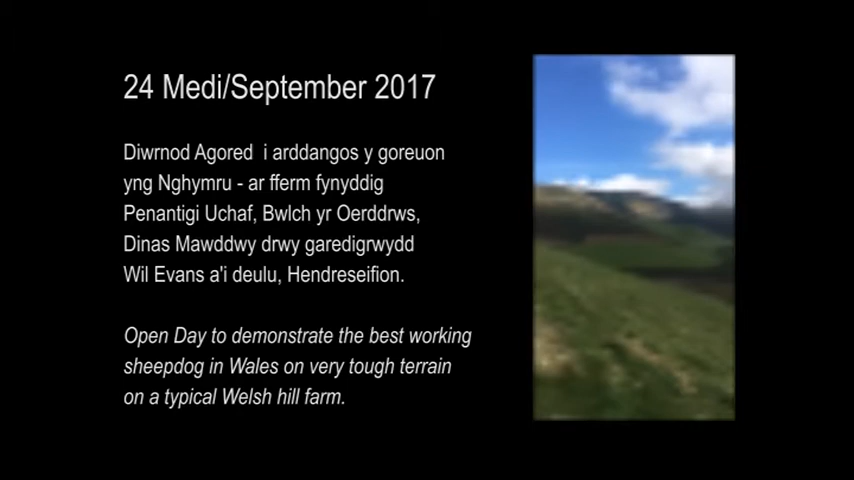 24 Medi/September 2017
Diwrnod Agored i arddangos y goreuon
yng Nghymru - ar fferm fynyddig
Penantigi Uchaf, Bwlch yr Oerddrws,
Dinas Mawddwy drwy garedigrwydd
Wil Evans a'i deulu, Hendreseifion.
Open Day to demonstrate the best working
sheepdog in Wales on very tough terrain
on a typical Welsh hill farm.